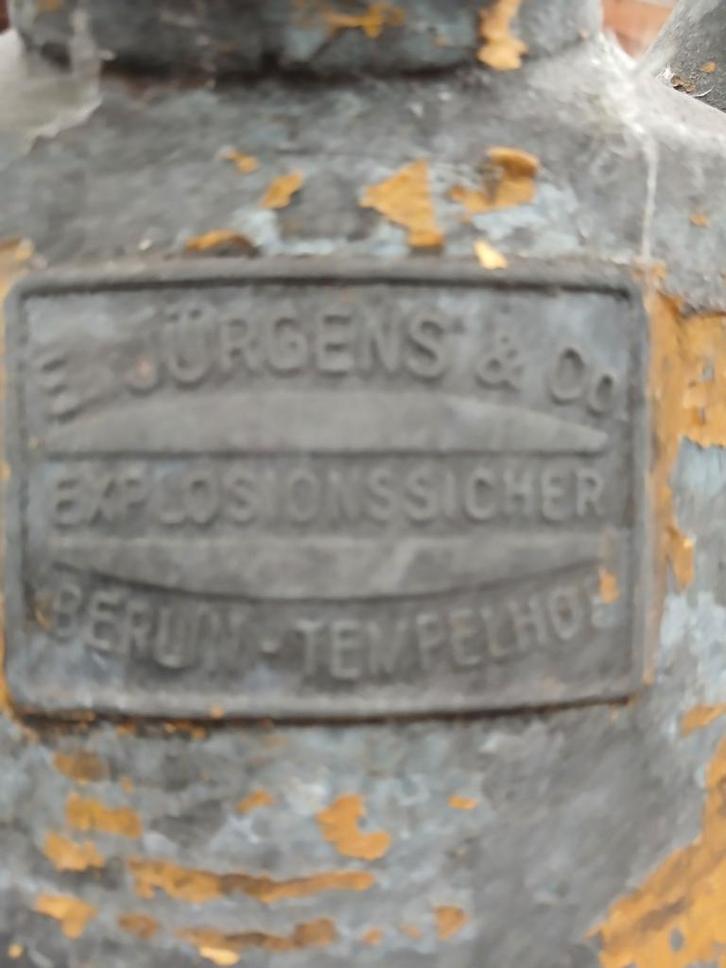 E. JÜRGENS & Co.
EXPLOSIONSSICHER
BERLIN - TEMPELHOF